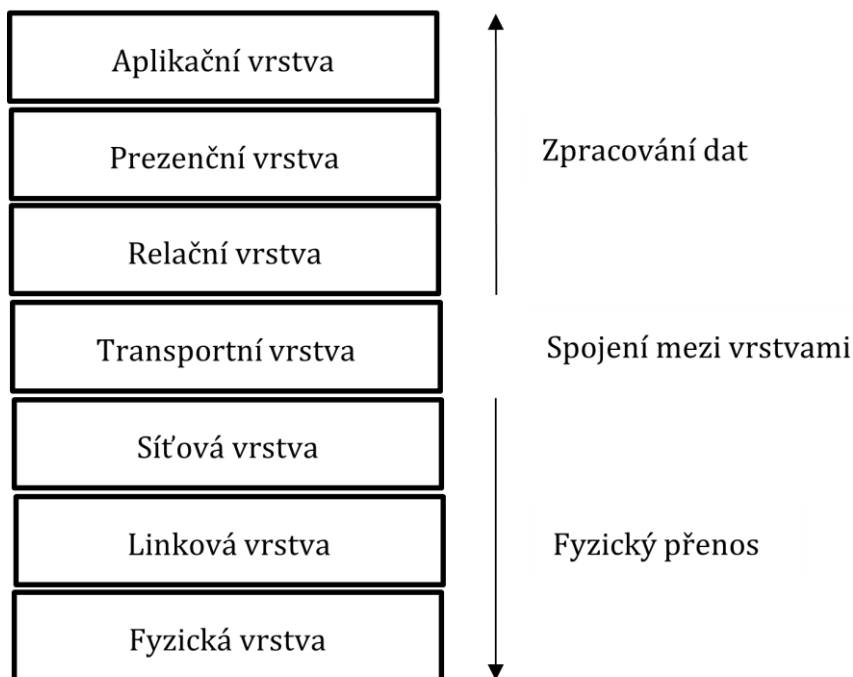 Aplikační vrstva
Prezenční vrstva
Zpracování dat
Relační vrstva
Transportní vrstva
Spojení mezi vrstvami
Síťová vrstva
Linková vrstva
Fyzický přenos
Fyzická vrstva